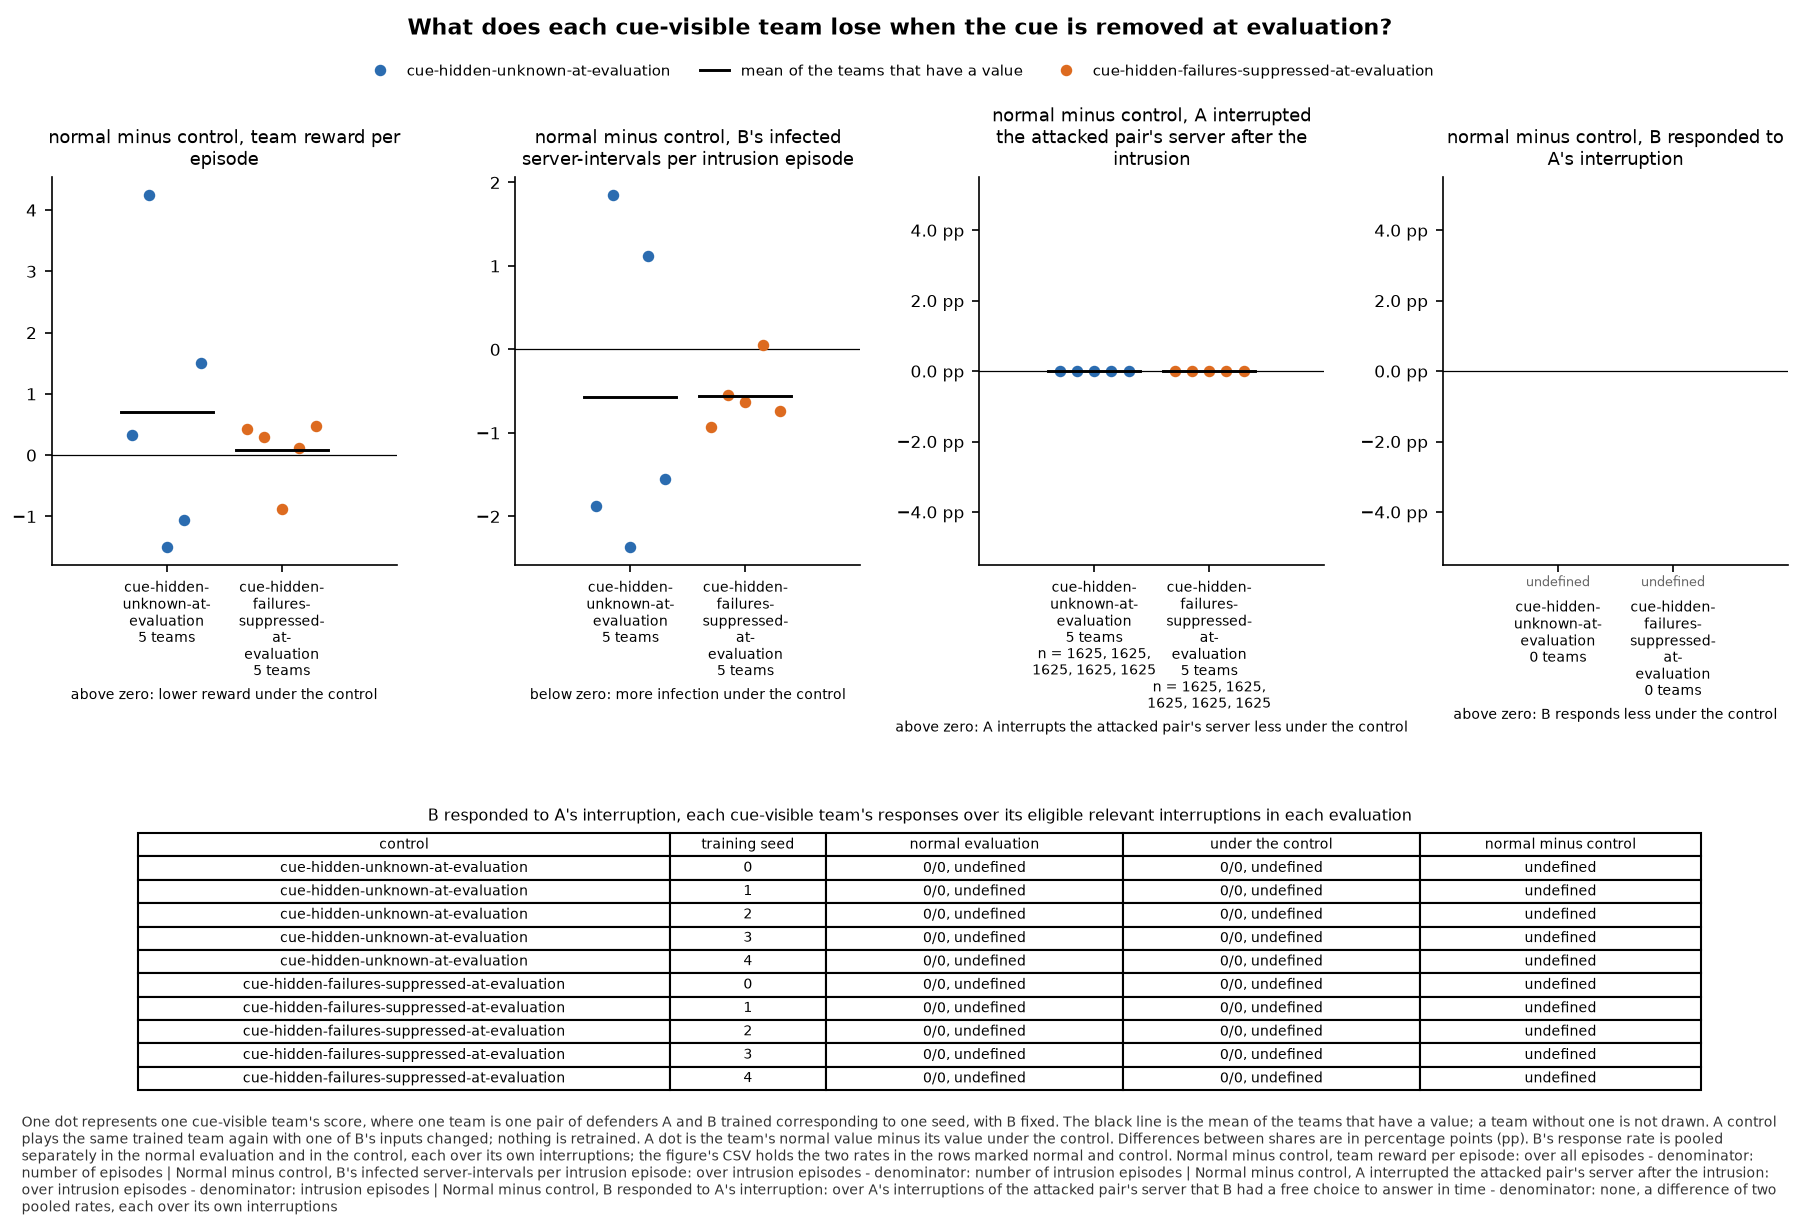 What does each cue-visible team lose when the cue is removed at evaluation?
cue-hidden-unknown-at-evaluation
mean of the teams that have a value
cue-hidden-failures-suppressed-at-evaluation
normal minus control, team reward per
episode
4
3
2
1
0
−1
cue-hidden-
unknown-at-
evaluation
5 teams
cue-hidden-
failures-
suppressed-
at-
evaluation
5 teams
above zero: lower reward under the control
normal minus control, B's infected
server-intervals per intrusion episode
2
1
0
−1
−2
cue-hidden-
unknown-at-
evaluation
5 teams
cue-hidden-
failures-
suppressed-
at-
evaluation
5 teams
below zero: more infection under the control
normal minus control, A interrupted
the attacked pair's server after the
intrusion
4.0 pp
2.0 pp
0.0 pp
−2.0 pp
−4.0 pp
cue-hidden-
unknown-at-
evaluation
5 teams
n = 1625, 1625,
1625, 1625, 1625
cue-hidden-
failures-
suppressed-
at-
evaluation
5 teams
n = 1625, 1625,
1625, 1625, 1625
above zero: A interrupts the attacked pair's server less under the control
normal minus control, B responded to
A's interruption
4.0 pp
2.0 pp
0.0 pp
−2.0 pp
−4.0 pp
undefined
cue-hidden-
unknown-at-
evaluation
0 teams
undefined
cue-hidden-
failures-
suppressed-
at-
evaluation
0 teams
above zero: B responds less under the control
B responded to A's interruption, each cue-visible team's responses over its eligible relevant interruptions in each evaluation
control training seed normal evaluation under the control normal minus control
cue-hidden-unknown-at-evaluation 0 0/0, undefined 0/0, undefined undefined
cue-hidden-unknown-at-evaluation 1 0/0, undefined 0/0, undefined undefined
cue-hidden-unknown-at-evaluation 2 0/0, undefined 0/0, undefined undefined
cue-hidden-unknown-at-evaluation 3 0/0, undefined 0/0, undefined undefined
cue-hidden-unknown-at-evaluation 4 0/0, undefined 0/0, undefined undefined
cue-hidden-failures-suppressed-at-evaluation 0 0/0, undefined 0/0, undefined undefined
cue-hidden-failures-suppressed-at-evaluation 1 0/0, undefined 0/0, undefined undefined
cue-hidden-failures-suppressed-at-evaluation 2 0/0, undefined 0/0, undefined undefined
cue-hidden-failures-suppressed-at-evaluation 3 0/0, undefined 0/0, undefined undefined
cue-hidden-failures-suppressed-at-evaluation 4 0/0, undefined 0/0, undefined undefined
One dot represents one cue-visible team's score, where one team is one pair of defenders A and B trained corresponding to one seed, with B fixed. The black line is the mean of the teams that have a value; a team without one is not drawn. A control
plays the same trained team again with one of B's inputs changed; nothing is retrained. A dot is the team's normal value minus its value under the control. Differences between shares are in percentage points (pp). B's response rate is pooled
separately in the normal evaluation and in the control, each over its own interruptions; the figure's CSV holds the two rates in the rows marked normal and control. Normal minus control, team reward per episode: over all episodes - denominator:
number of episodes | Normal minus control, B's infected server-intervals per intrusion episode: over intrusion episodes - denominator: number of intrusion episodes | Normal minus control, A interrupted the attacked pair's server after the intrusion:
over intrusion episodes - denominator: intrusion episodes | Normal minus control, B responded to A's interruption: over A's interruptions of the attacked pair's server that B had a free choice to answer in time - denominator: none, a difference of two
pooled rates, each over its own interruptions